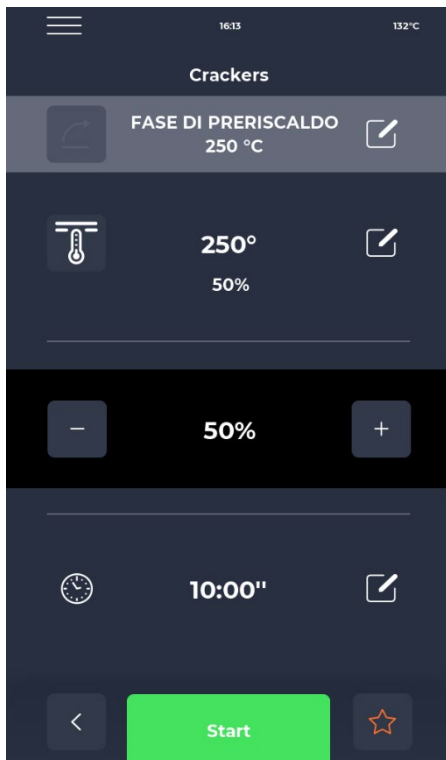 16:13
132°C
Crackers
FASE DI PRERISCALDO
250 °C
250°
50%
− 50% +
10:00"
< Start